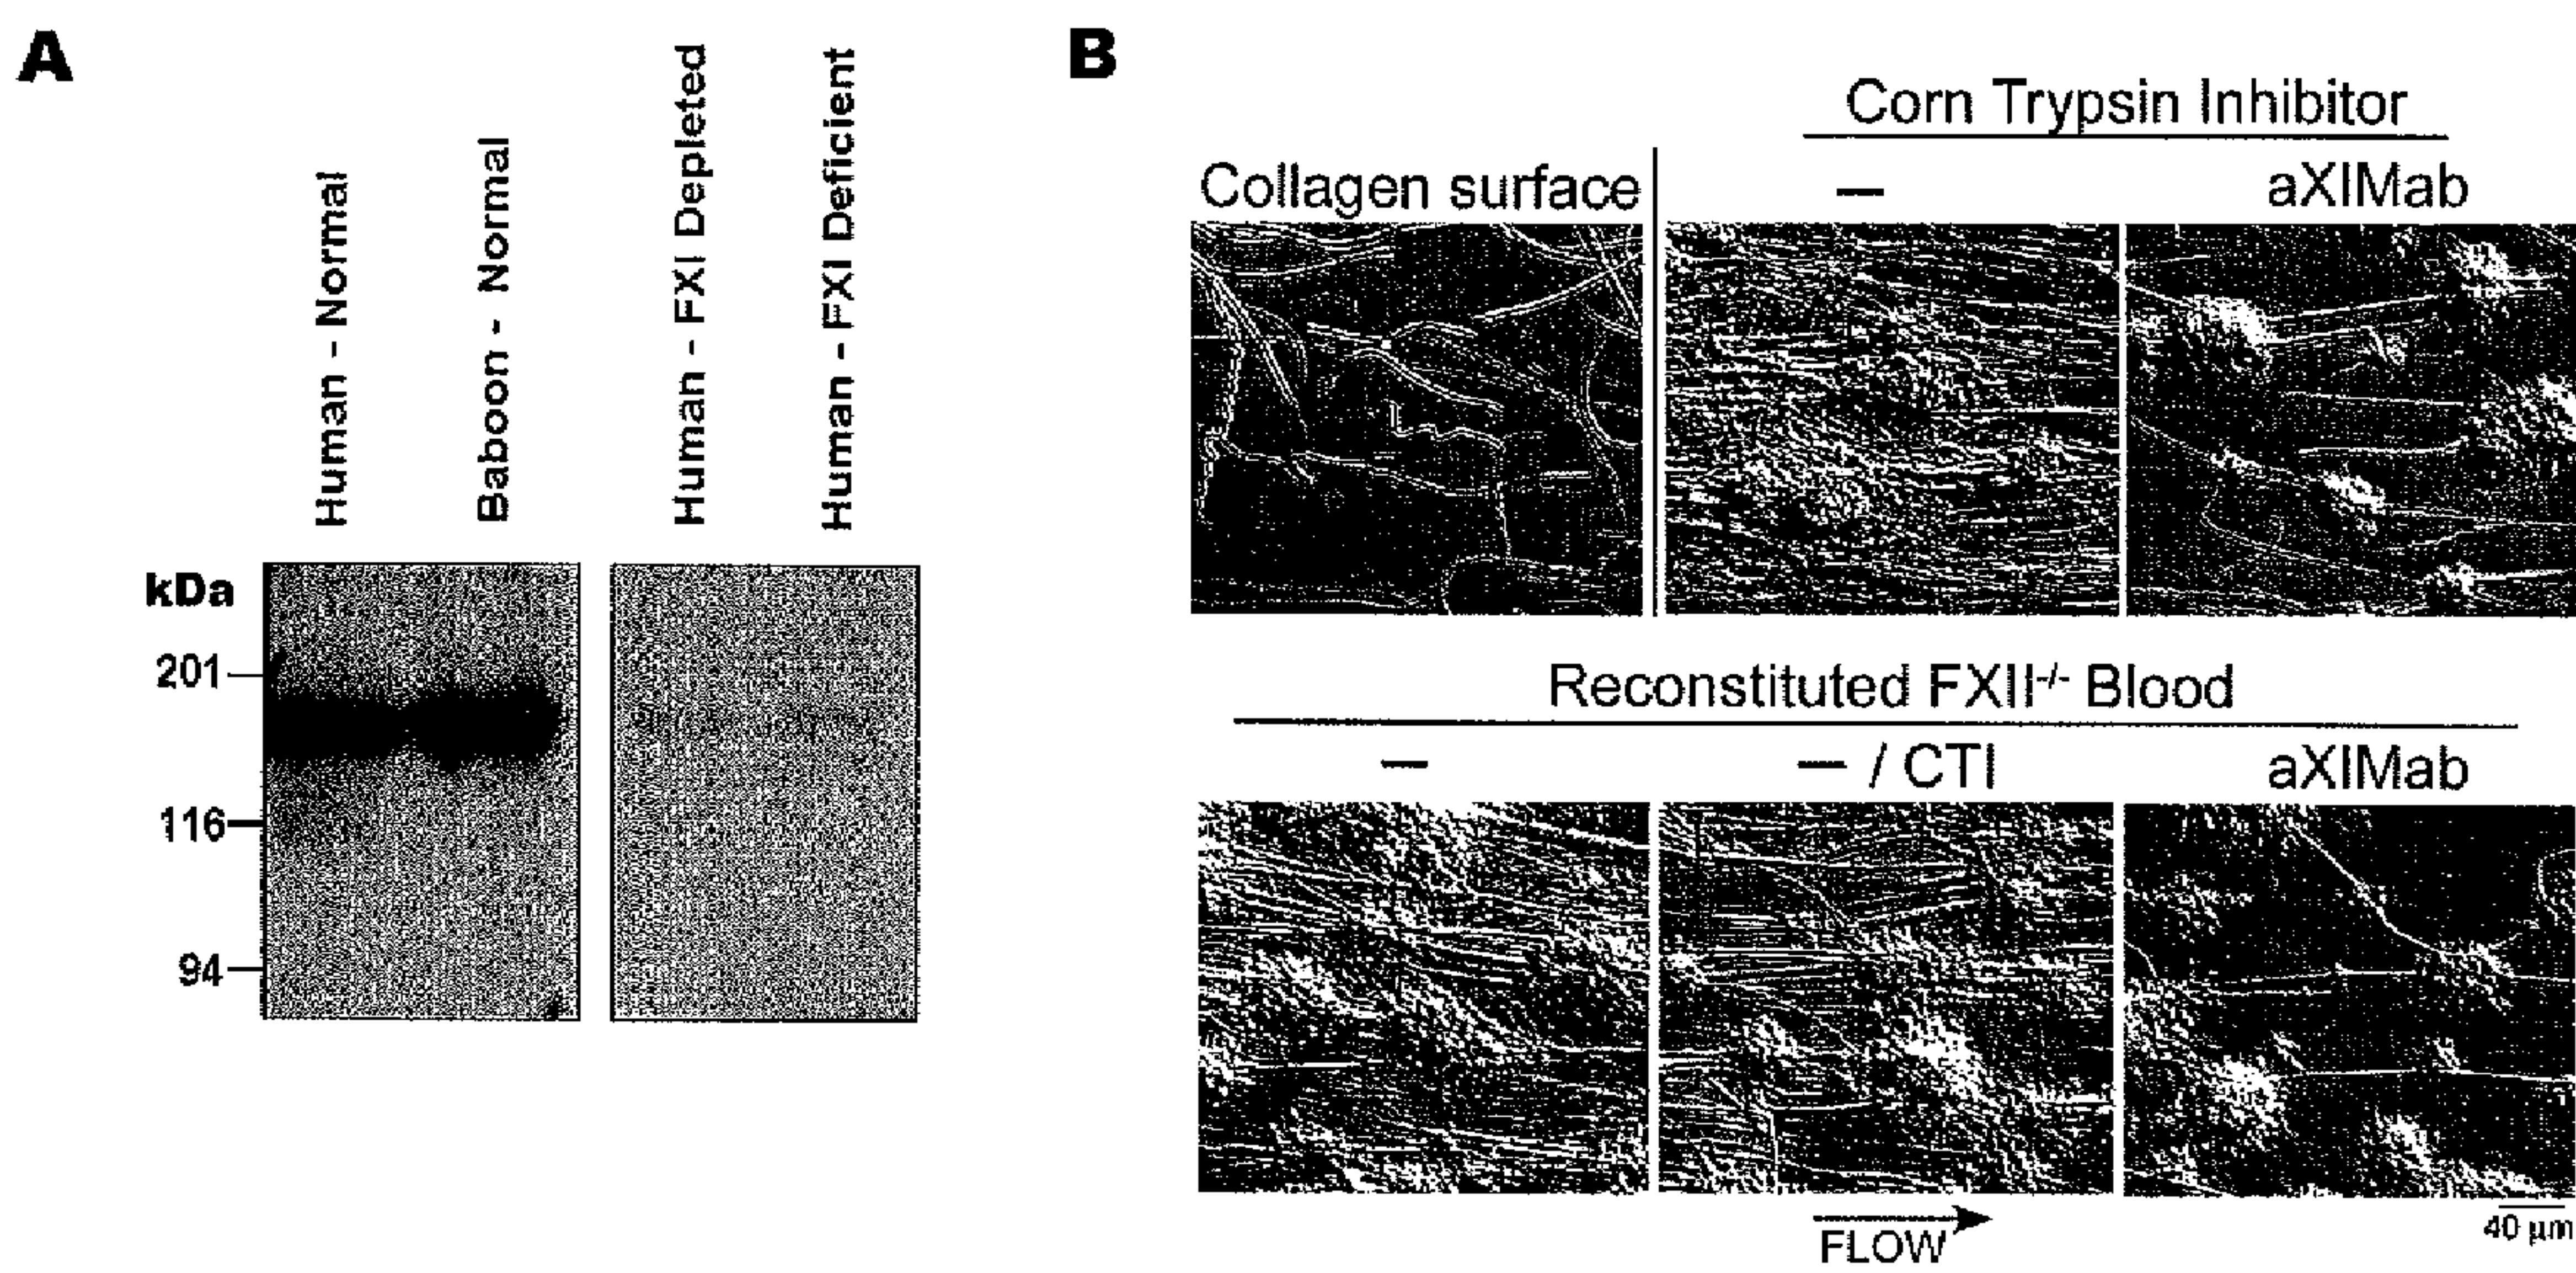 A
Human - Normal
Baboon - Normal
Human - FXI Depleted
Human - FXI Deficient
kDa
201
116
94
B
Corn Trypsin Inhibitor
Collagen surface
–
aXIMab
Reconstituted FXII-/- Blood
–
– / CTI
aXIMab
FLOW
40 µm